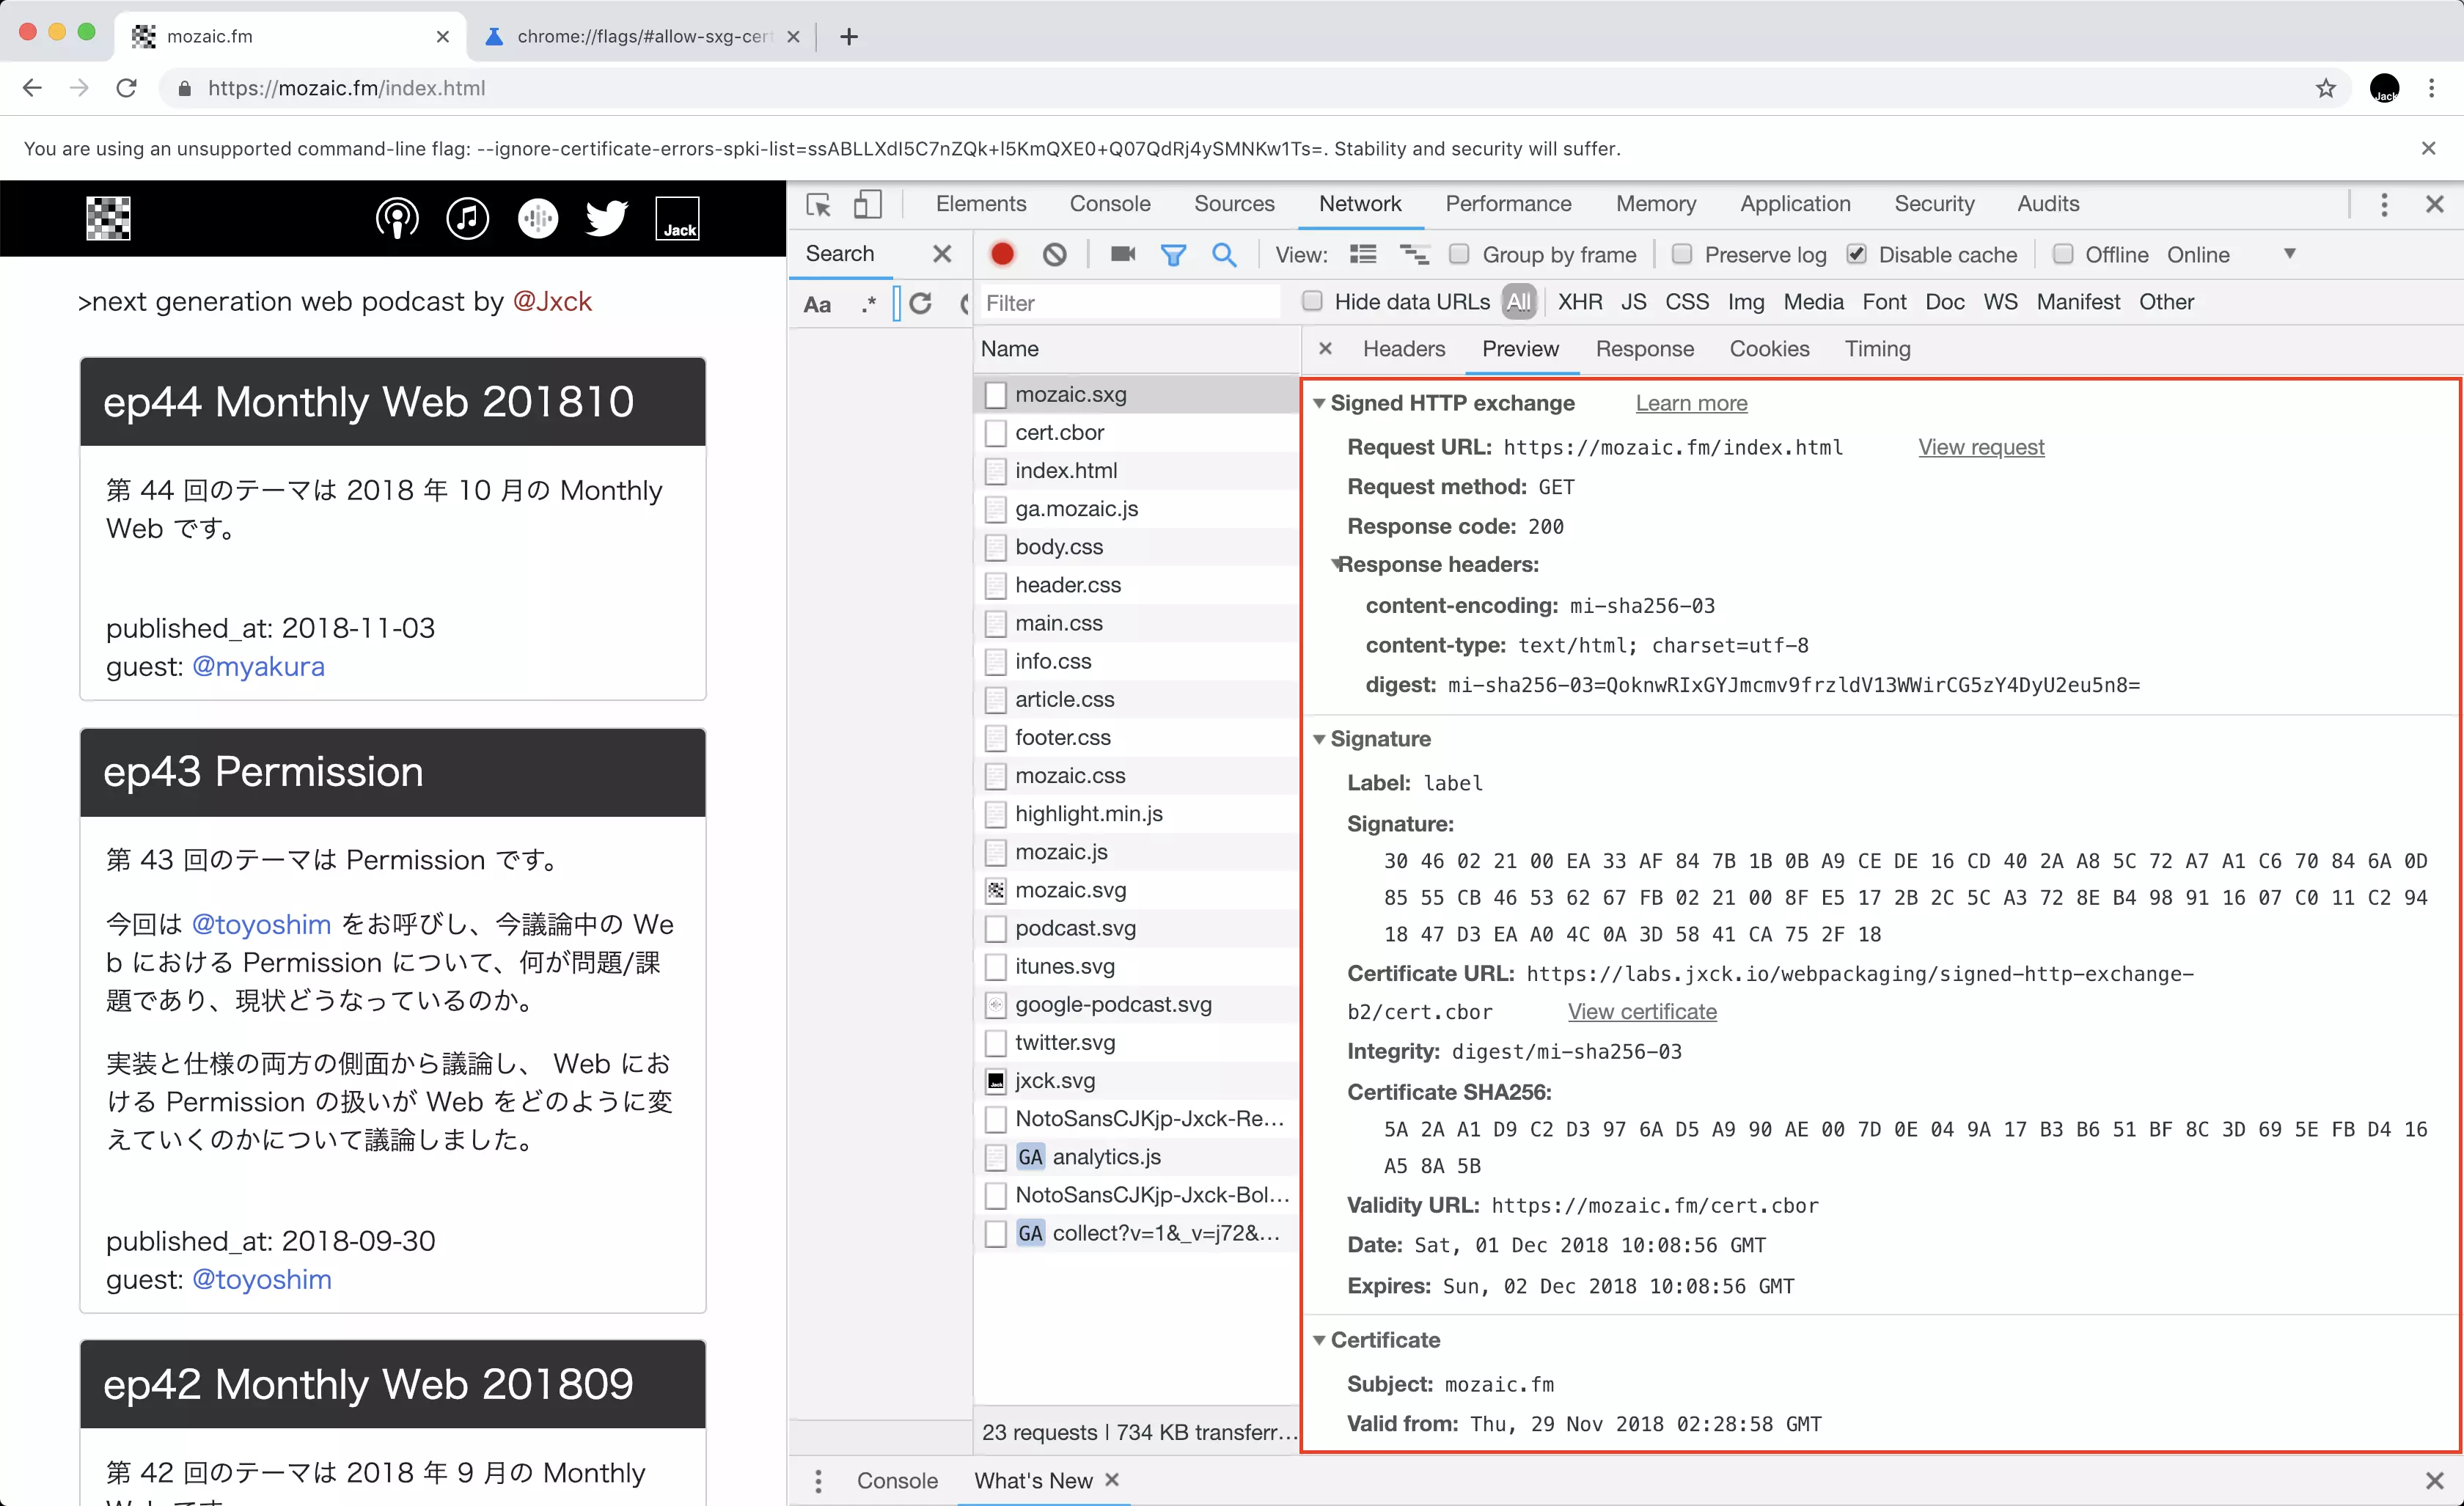 mozaic.fm
chrome://flags/#allow-sxg-cert
https://mozaic.fm/index.html
Jack
You are using an unsupported command-line flag: --ignore-certificate-errors-spki-list=ssABLLXdI5C7nZQk+I5KmQXE0+Q07QdRj4ySMNKw1Ts=. Stability and security will suffer.
Jack
>next generation web podcast by @Jxck
ep44 Monthly Web 201810
第 44 回のテーマは 2018 年 10 月の Monthly
Web です。
published_at: 2018-11-03
guest: @myakura
ep43 Permission
第 43 回のテーマは Permission です。
今回は @toyoshim をお呼びし、今議論中の We
b における Permission について、何が問題/課
題であり、現状どうなっているのか。
実装と仕様の両方の側面から議論し、 Web にお
ける Permission の扱いが Web をどのように変
えていくのかについて議論しました。
published_at: 2018-09-30
guest: @toyoshim
ep42 Monthly Web 201809
第 42 回のテーマは 2018 年 9 月の Monthly
Web です
Elements Console Sources Network Performance Memory Application Security Audits
Search
View: Group by frame Preserve log Disable cache Offline Online
Aa .*
Filter
Hide data URLs All XHR JS CSS Img Media Font Doc WS Manifest Other
Name
mozaic.sxg
cert.cbor
index.html
ga.mozaic.js
body.css
header.css
main.css
info.css
article.css
footer.css
mozaic.css
highlight.min.js
mozaic.js
mozaic.svg
podcast.svg
itunes.svg
google-podcast.svg
twitter.svg
jxck.svg
NotoSansCJKjp-Jxck-Re...
GA analytics.js
NotoSansCJKjp-Jxck-Bol...
GA collect?v=1&_v=j72&...
23 requests | 734 KB transferr...
Headers Preview Response Cookies Timing
Signed HTTP exchange Learn more
Request URL: https://mozaic.fm/index.html View request
Request method: GET
Response code: 200
Response headers:
content-encoding: mi-sha256-03
content-type: text/html; charset=utf-8
digest: mi-sha256-03=QoknwRIxGYJmcmv9frzldV13WWirCG5zY4DyU2eu5n8=
Signature
Label: label
Signature:
30 46 02 21 00 EA 33 AF 84 7B 1B 0B A9 CE DE 16 CD 40 2A A8 5C 72 A7 A1 C6 70 84 6A 0D
85 55 CB 46 53 62 67 FB 02 21 00 8F E5 17 2B 2C 5C A3 72 8E B4 98 91 16 07 C0 11 C2 94
18 47 D3 EA A0 4C 0A 3D 58 41 CA 75 2F 18
Certificate URL: https://labs.jxck.io/webpackaging/signed-http-exchange-
b2/cert.cbor View certificate
Integrity: digest/mi-sha256-03
Certificate SHA256:
5A 2A A1 D9 C2 D3 97 6A D5 A9 90 AE 00 7D 0E 04 9A 17 B3 B6 51 BF 8C 3D 69 5E FB D4 16
A5 8A 5B
Validity URL: https://mozaic.fm/cert.cbor
Date: Sat, 01 Dec 2018 10:08:56 GMT
Expires: Sun, 02 Dec 2018 10:08:56 GMT
Certificate
Subject: mozaic.fm
Valid from: Thu, 29 Nov 2018 02:28:58 GMT
Console What's New